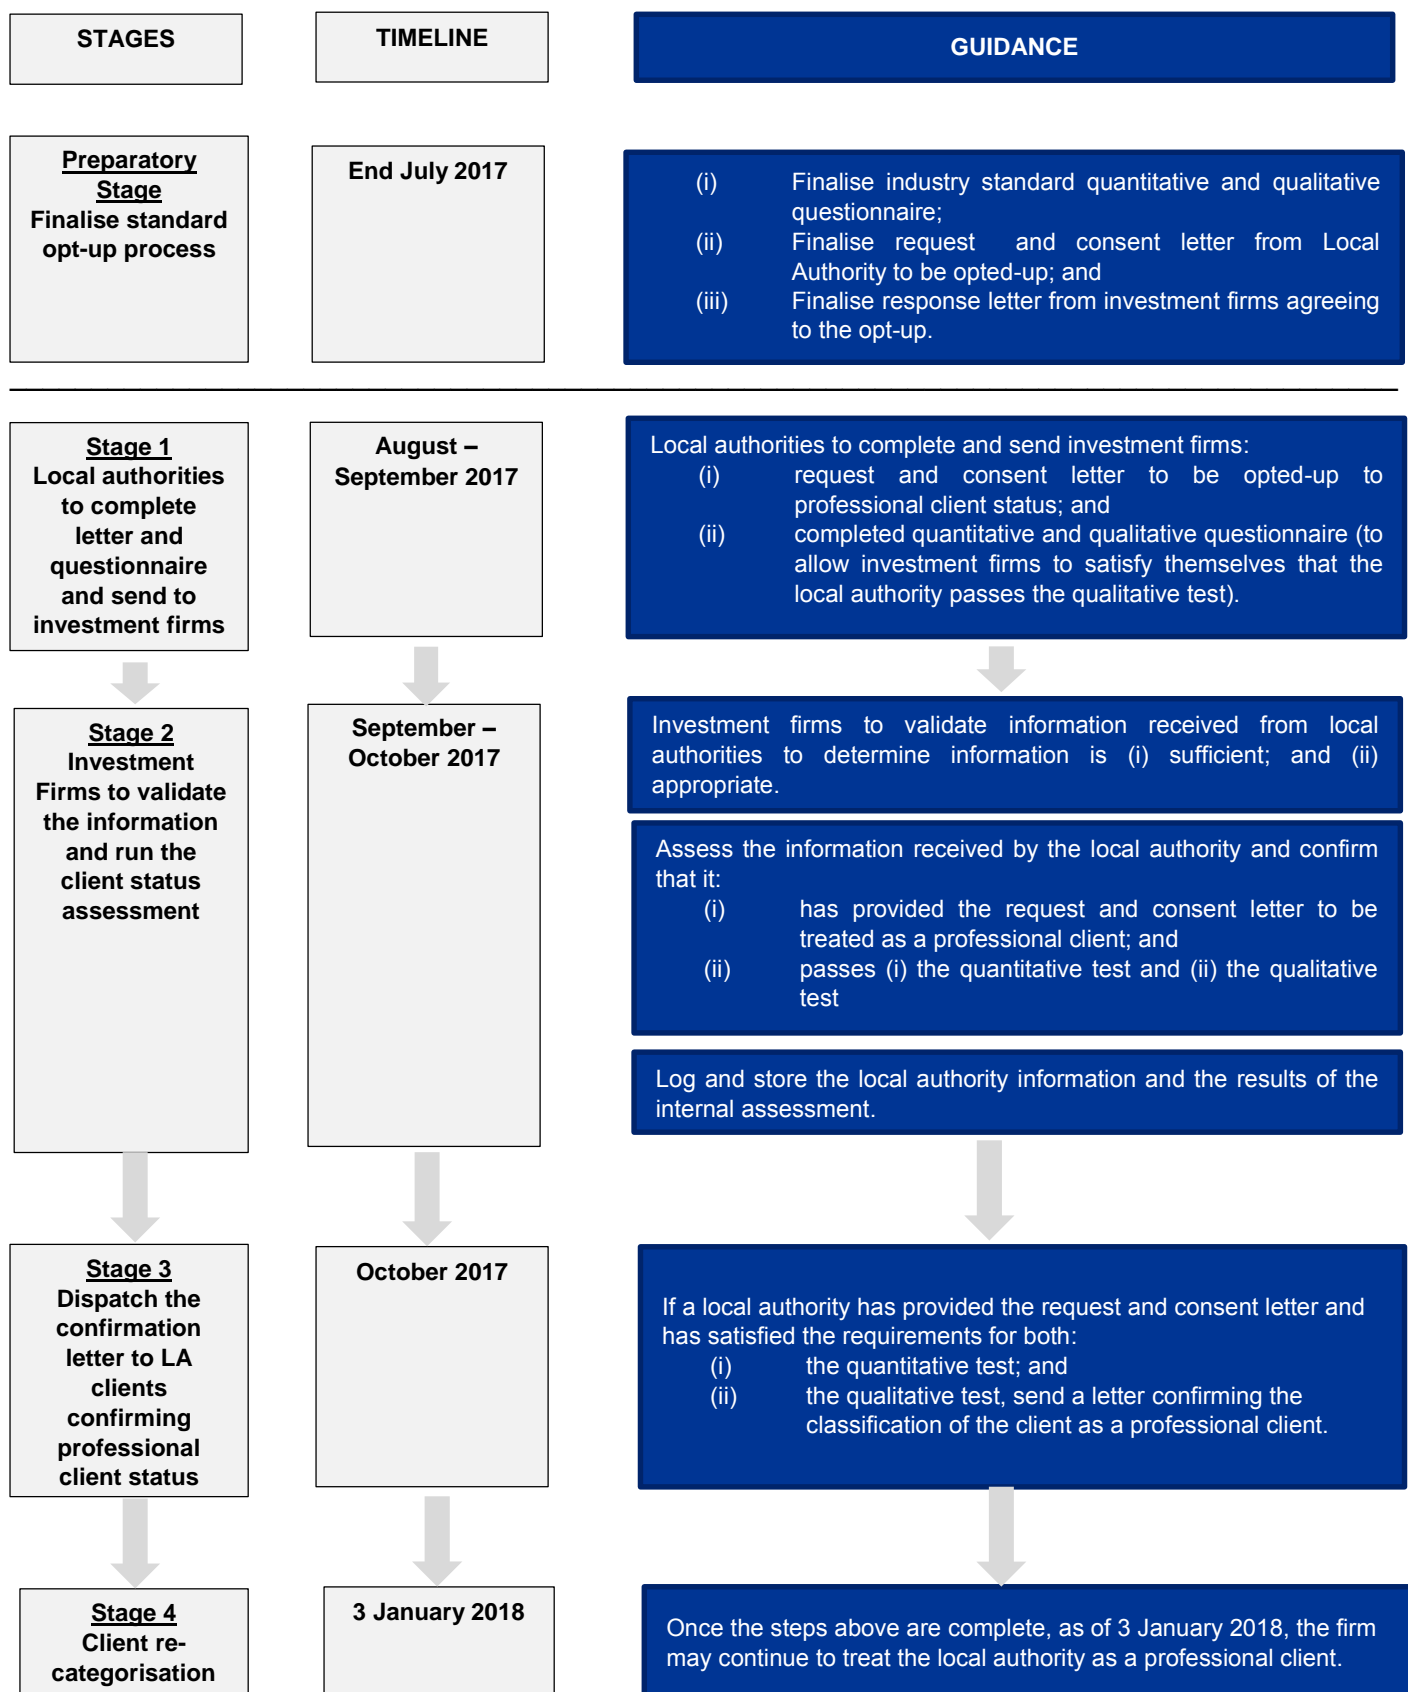 STAGES
TIMELINE
GUIDANCE
Preparatory
Stage
Finalise standard
opt-up process
End July 2017
(i) Finalise industry standard quantitative and qualitative
questionnaire;
(ii) Finalise request and consent letter from Local
Authority to be opted-up; and
(iii) Finalise response letter from investment firms agreeing
to the opt-up.
Stage 1
Local authorities
to complete
letter and
questionnaire
and send to
investment firms
August –
September 2017
Local authorities to complete and send investment firms:
(i) request and consent letter to be opted-up to
professional client status; and
(ii) completed quantitative and qualitative questionnaire (to
allow investment firms to satisfy themselves that the
local authority passes the qualitative test).
Stage 2
Investment
Firms to validate
the information
and run the
client status
assessment
September –
October 2017
Investment firms to validate information received from local
authorities to determine information is (i) sufficient; and (ii)
appropriate.
Assess the information received by the local authority and confirm
that it:
(i) has provided the request and consent letter to be
treated as a professional client; and
(ii) passes (i) the quantitative test and (ii) the qualitative
test
Log and store the local authority information and the results of the
internal assessment.
Stage 3
Dispatch the
confirmation
letter to LA
clients
confirming
professional
client status
October 2017
If a local authority has provided the request and consent letter and
has satisfied the requirements for both:
(i) the quantitative test; and
(ii) the qualitative test, send a letter confirming the
classification of the client as a professional client.
Stage 4
Client re-
categorisation
3 January 2018
Once the steps above are complete, as of 3 January 2018, the firm
may continue to treat the local authority as a professional client.